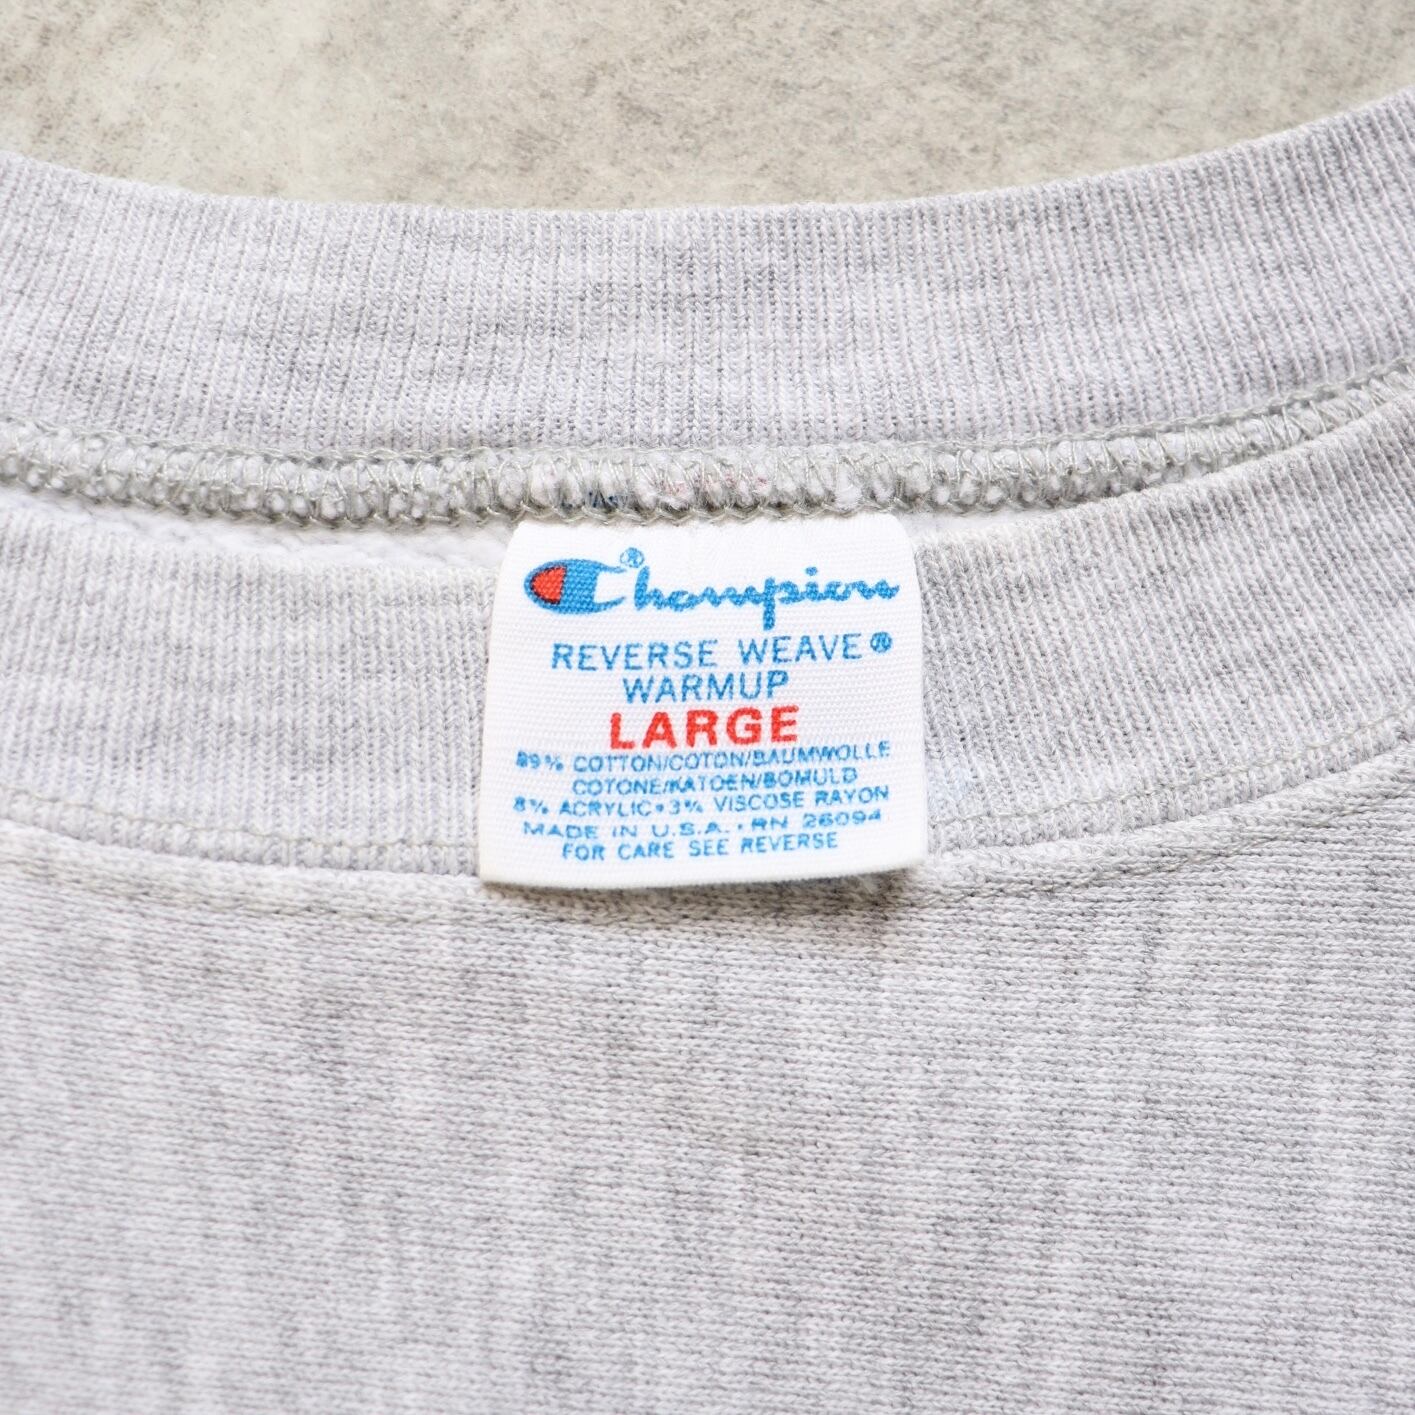 Champion®
REVERSE WEAVE®
WARMUP
LARGE
89% COTTON/COTON/BAUMWOLLE
COTONE/KATOEN/BOMULD
8% ACRYLIC•3% VISCOSE RAYON
MADE IN U.S.A.•RN 26094
FOR CARE SEE REVERSE